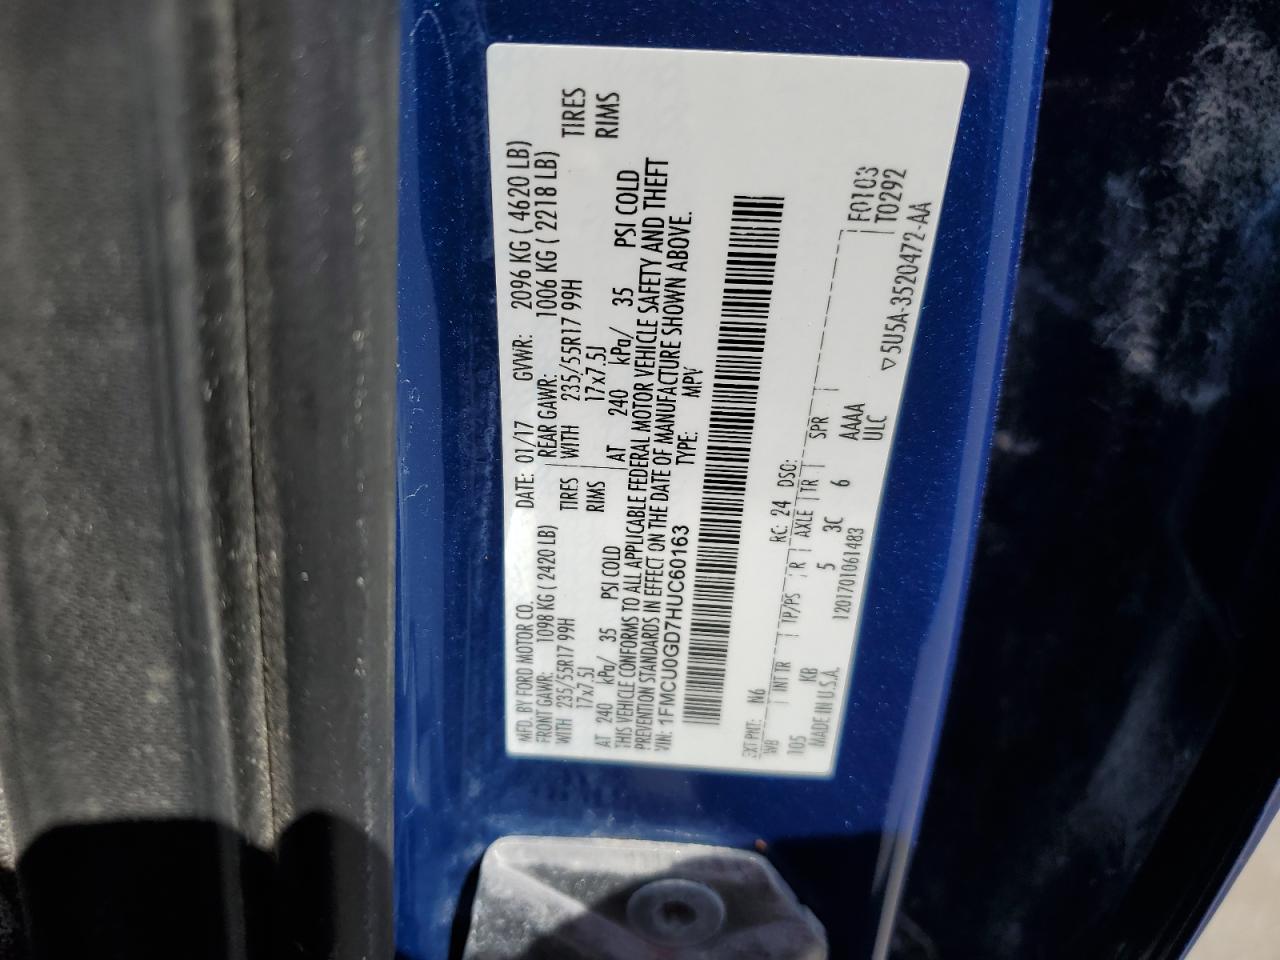 MFD. BY FORD MOTOR CO. DATE: 01/17 GVWR: 2096 KG ( 4620 LB)
FRONT GAWR: 1098 KG ( 2420 LB) REAR GAWR: 1006 KG ( 2218 LB)
WITH 235/55R17 99H TIRES WITH 235/55R17 99H TIRES
17x7.5J RIMS 17x7.5J RIMS
AT 240 kPa/ 35 PSI COLD AT 240 kPa/ 35 PSI COLD
THIS VEHICLE CONFORMS TO ALL APPLICABLE FEDERAL MOTOR VEHICLE SAFETY AND THEFT
PREVENTION STANDARDS IN EFFECT ON THE DATE OF MANUFACTURE SHOWN ABOVE.
VIN: 1FMCU0GD7HUC60163 TYPE: MPV
EXT PNT: N6 RC: 24 DSO:
WB INT TR TP/PS R AXLE TR SPR F0103
105 KB 5 3C 6 AAAA T0292
MADE IN U.S.A. 1201701061483 ULC
▽5U5A-3520472-AA